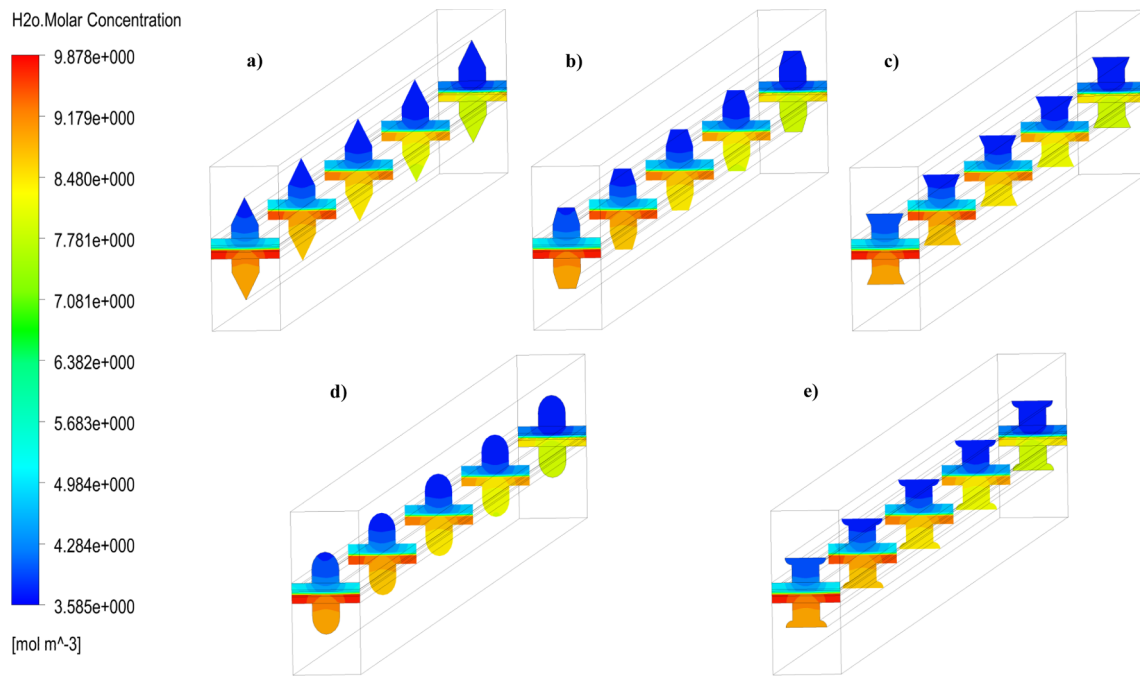 H2o.Molar Concentration
9.878e+000
9.179e+000
8.480e+000
7.781e+000
7.081e+000
6.382e+000
5.683e+000
4.984e+000
4.284e+000
3.585e+000
[mol m^-3]
a)
b)
c)
d)
e)